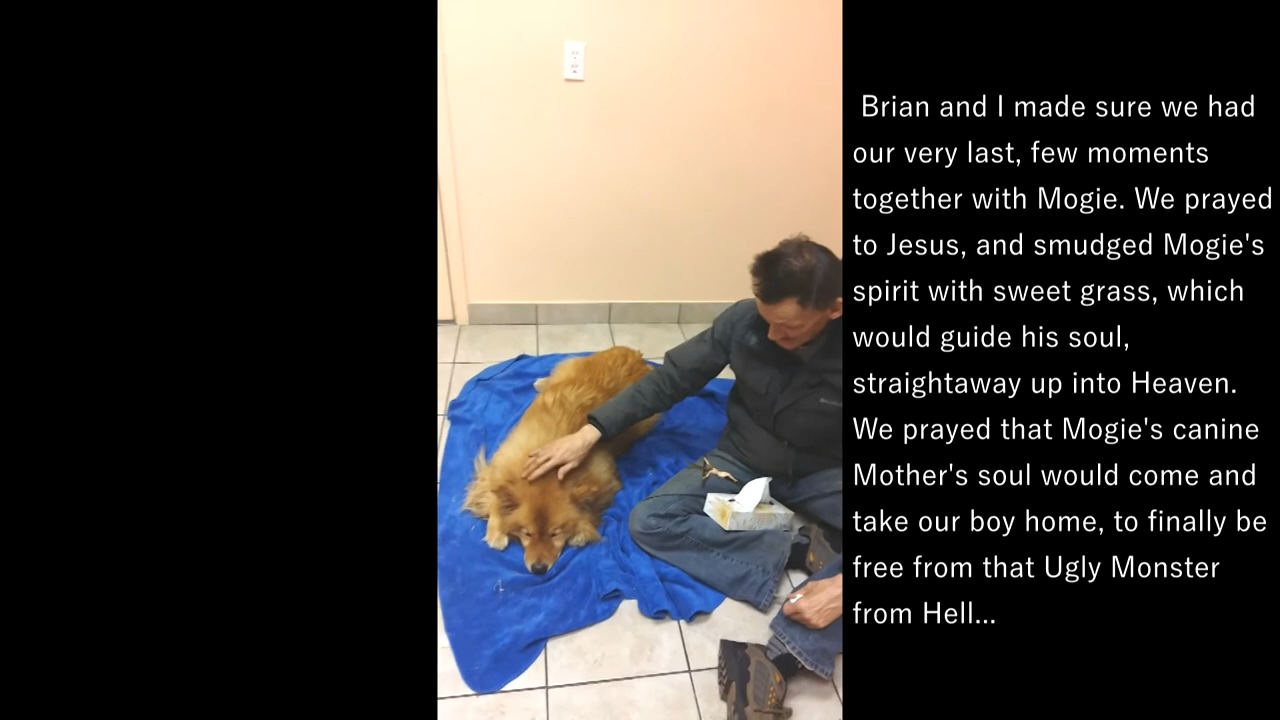 Brian and I made sure we had
our very last, few moments
together with Mogie. We prayed
to Jesus, and smudged Mogie's
spirit with sweet grass, which
would guide his soul,
straightaway up into Heaven.
We prayed that Mogie's canine
Mother's soul would come and
take our boy home, to finally be
free from that Ugly Monster
from Hell...